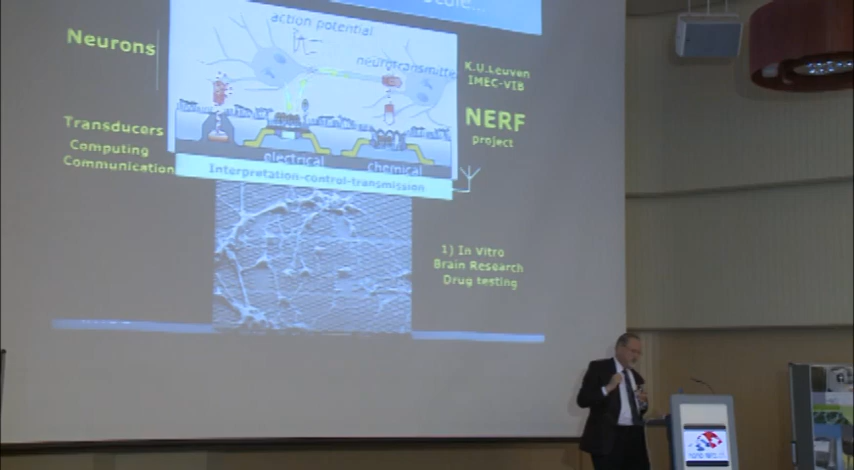 Neurons
action potential
K.U.Leuven
IMEC-VIB
NERF
project
Transducers
Computing
Communication
electrical
chemical
Interpretation-control-transmission
1) In Vitro
Brain Research
Drug testing